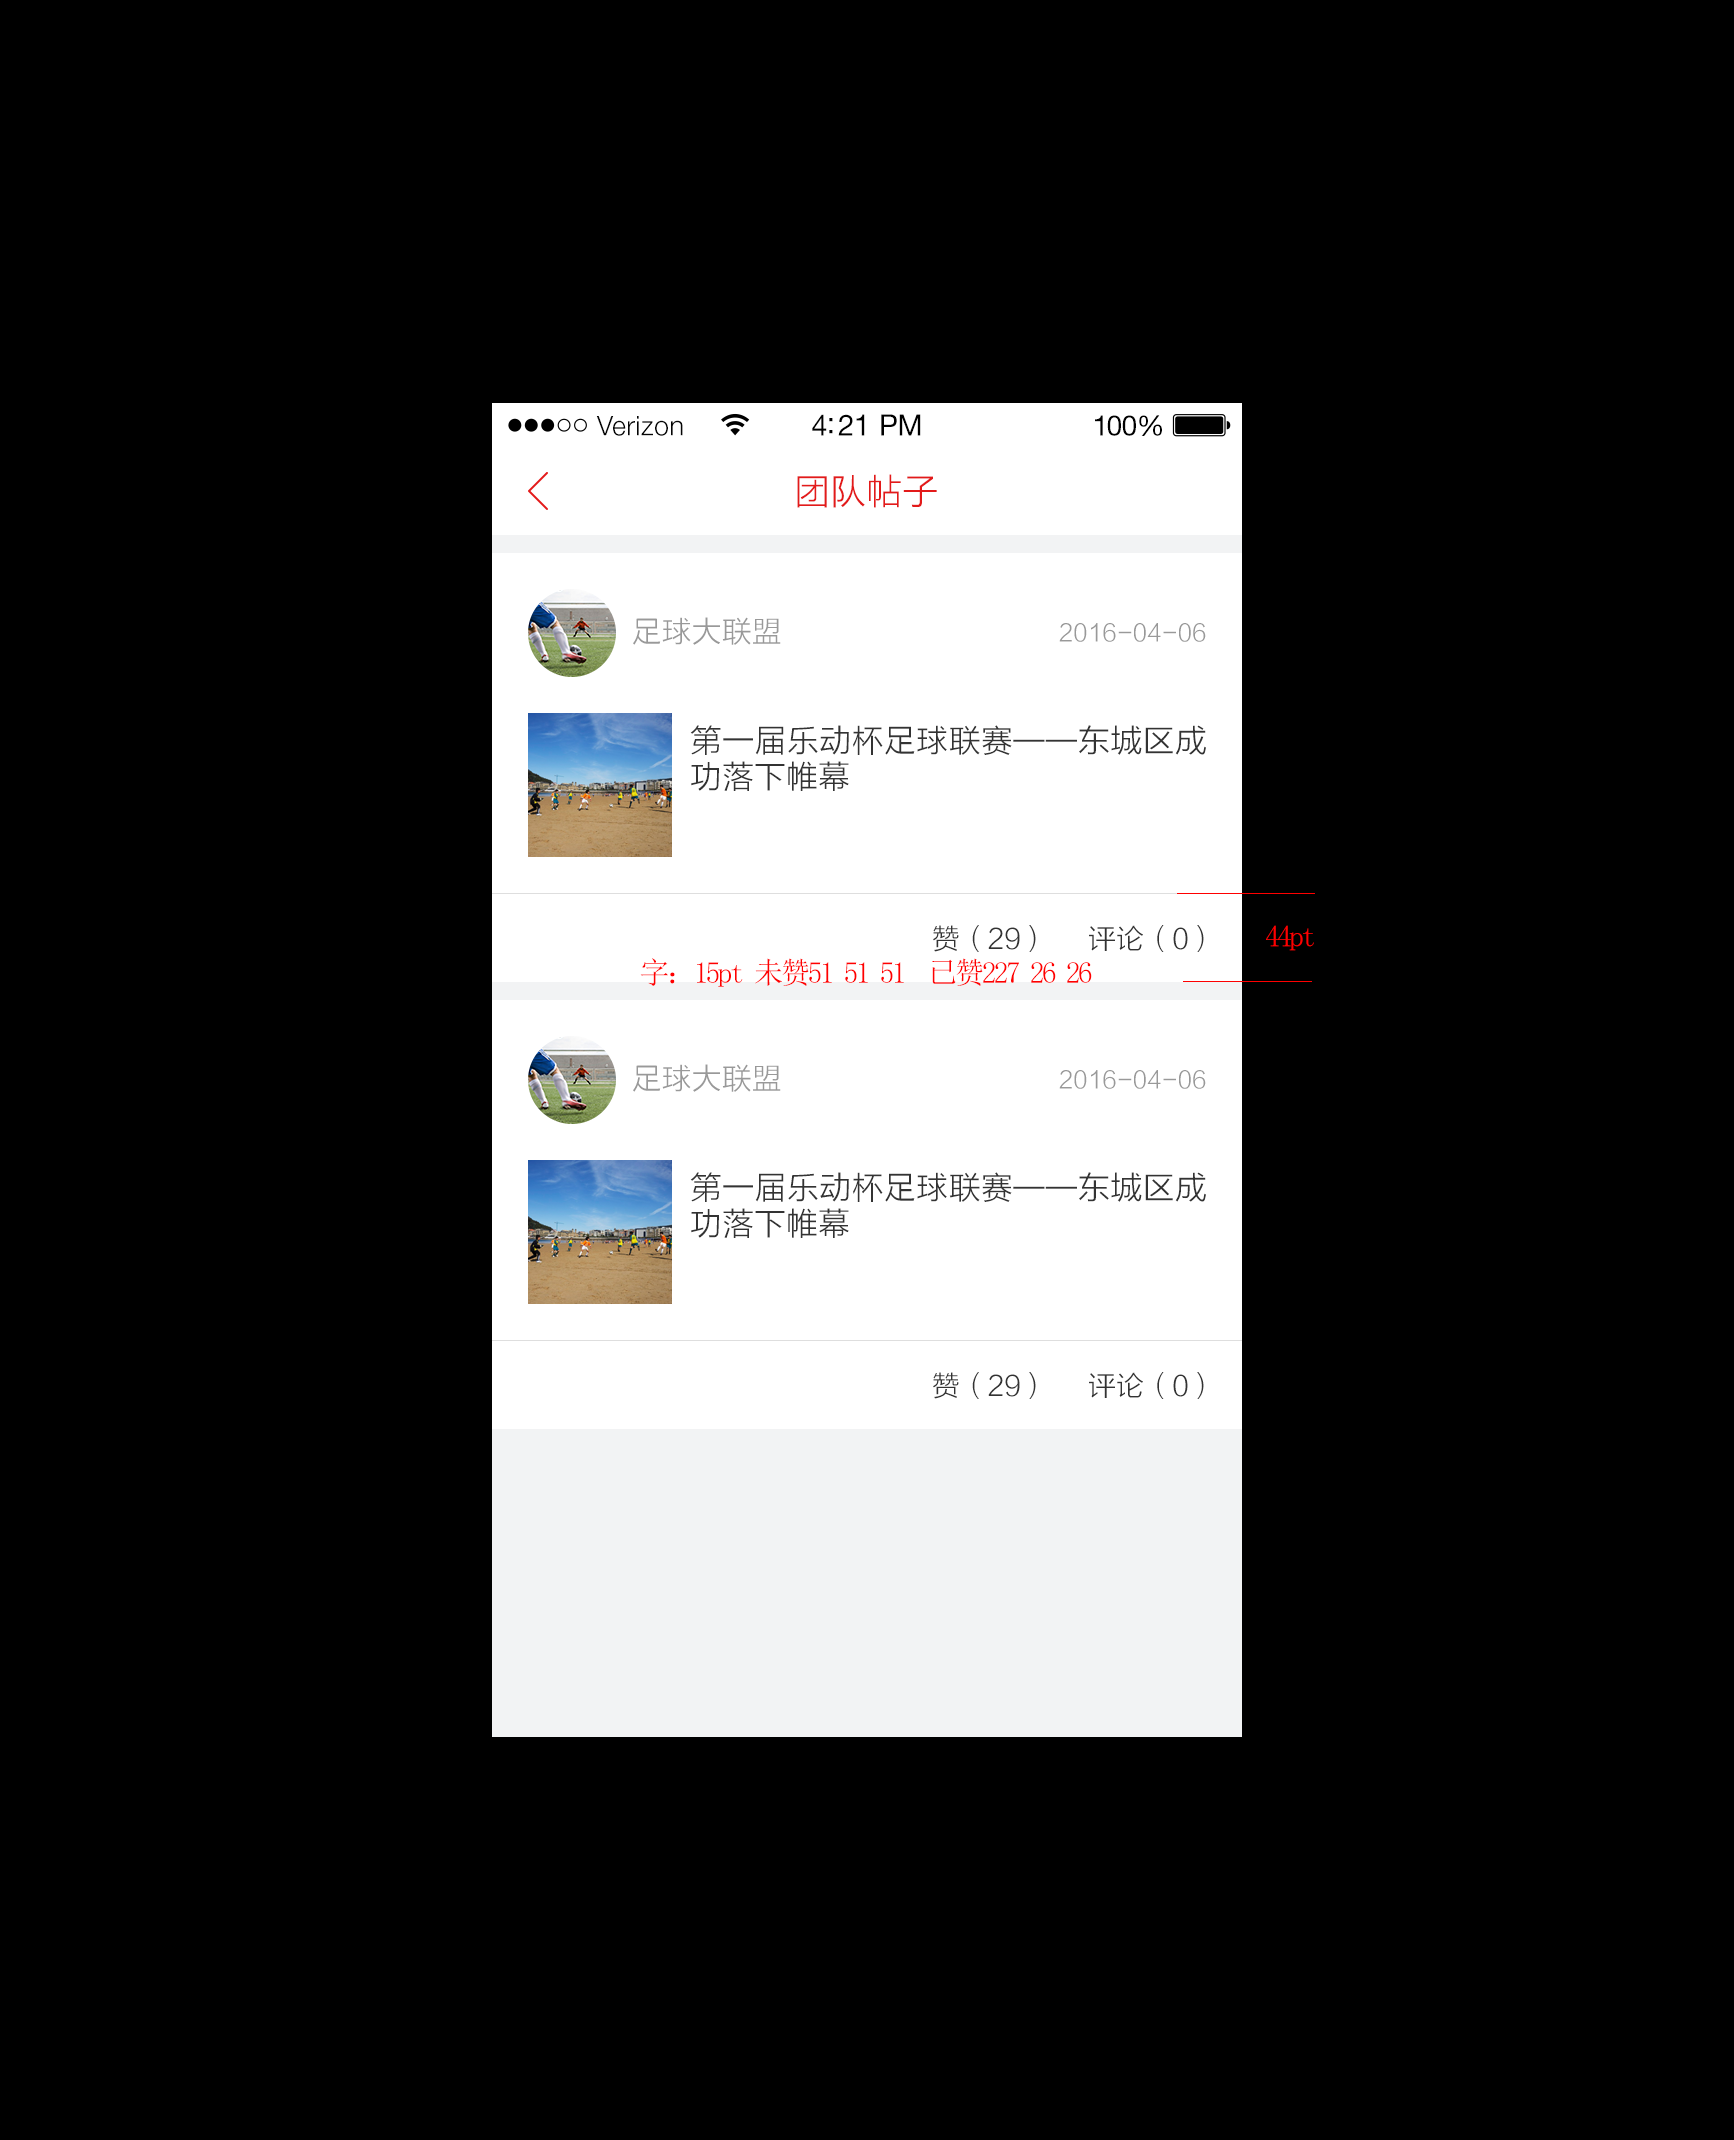 Verizon 4:21 PM 100%
团队帖子
足球大联盟 2016-04-06
第一届乐动杯足球联赛——东城区成
功落下帷幕
赞（29） 评论（0） 44pt
字：15pt 未赞51 51 51 已赞227 26 26
足球大联盟 2016-04-06
第一届乐动杯足球联赛——东城区成
功落下帷幕
赞（29） 评论（0）